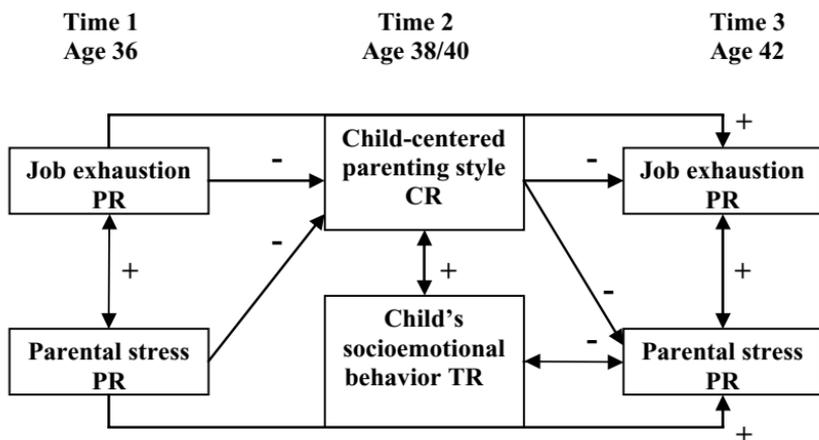 Time 1
Age 36
Time 2
Age 38/40
Time 3
Age 42
Job exhaustion
PR
-
Child-centered
parenting style
CR
-
+
Job exhaustion
PR
+
-
+
-
+
Parental stress
PR
Child's
socioemotional
behavior TR
-
Parental stress
PR
+